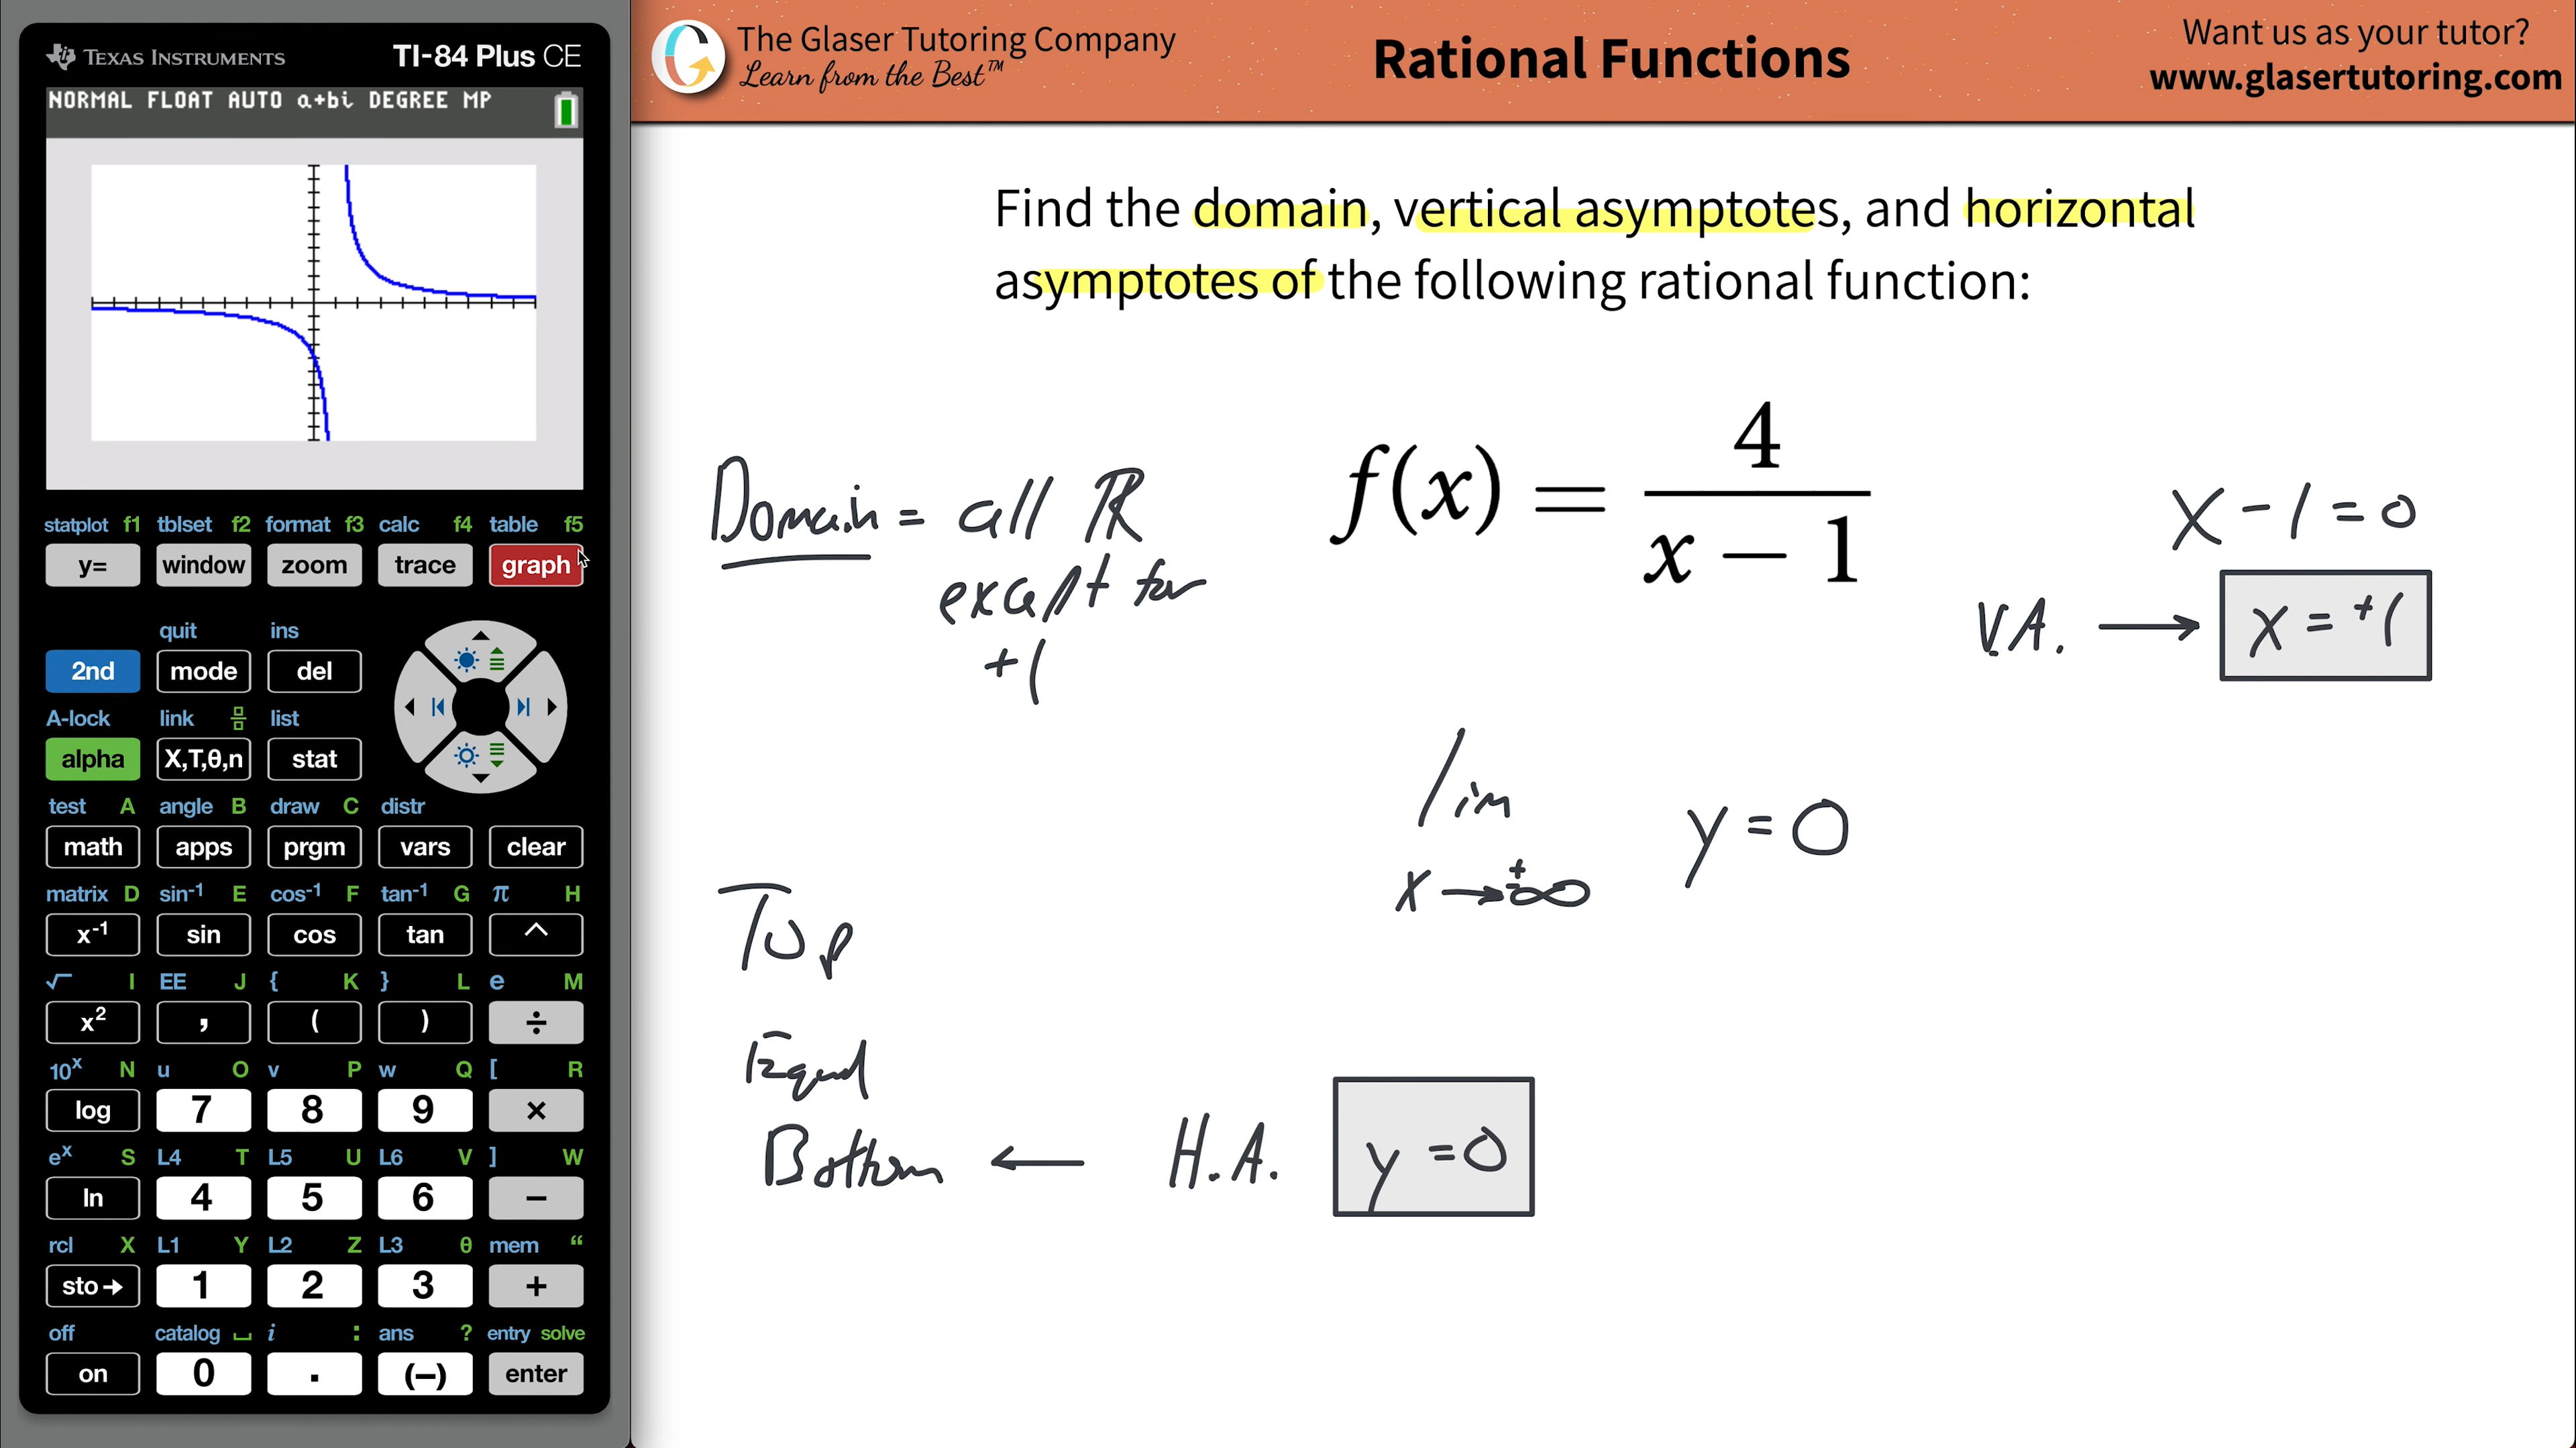 TEXAS INSTRUMENTS TI-84 Plus CE
NORMAL FLOAT AUTO a+bi DEGREE MP
statplot f1 tblset f2 format f3 calc f4 table f5
y= window zoom trace graph
quit ins
2nd mode del
A-lock link list
alpha X,T,θ,n stat
test A angle B draw C distr
math apps prgm vars clear
matrix D sin⁻¹ E cos⁻¹ F tan⁻¹ G π H
x⁻¹ sin cos tan ^
√ I EE J { K } L e M
x² , ( ) ÷
10ˣ N u O v P w Q [ R
log 7 8 9 ×
eˣ S L4 T L5 U L6 V ] W
ln 4 5 6 −
rcl X L1 Y L2 Z L3 θ mem “
sto→ 1 2 3 +
off catalog ⎵ i : ans ? entry solve
on 0 . (−) enter
The Glaser Tutoring Company
Learn from the Best™
Rational Functions
Want us as your tutor?
www.glasertutoring.com
Find the domain, vertical asymptotes, and horizontal
asymptotes of the following rational function:
f(x) = 4/(x − 1)
Domain = all ℝ
except for
+1
x - 1 = 0
V.A. → x = +1
lim x → ±∞ y = 0
Top
Equal
Bottom ← H.A. y = 0